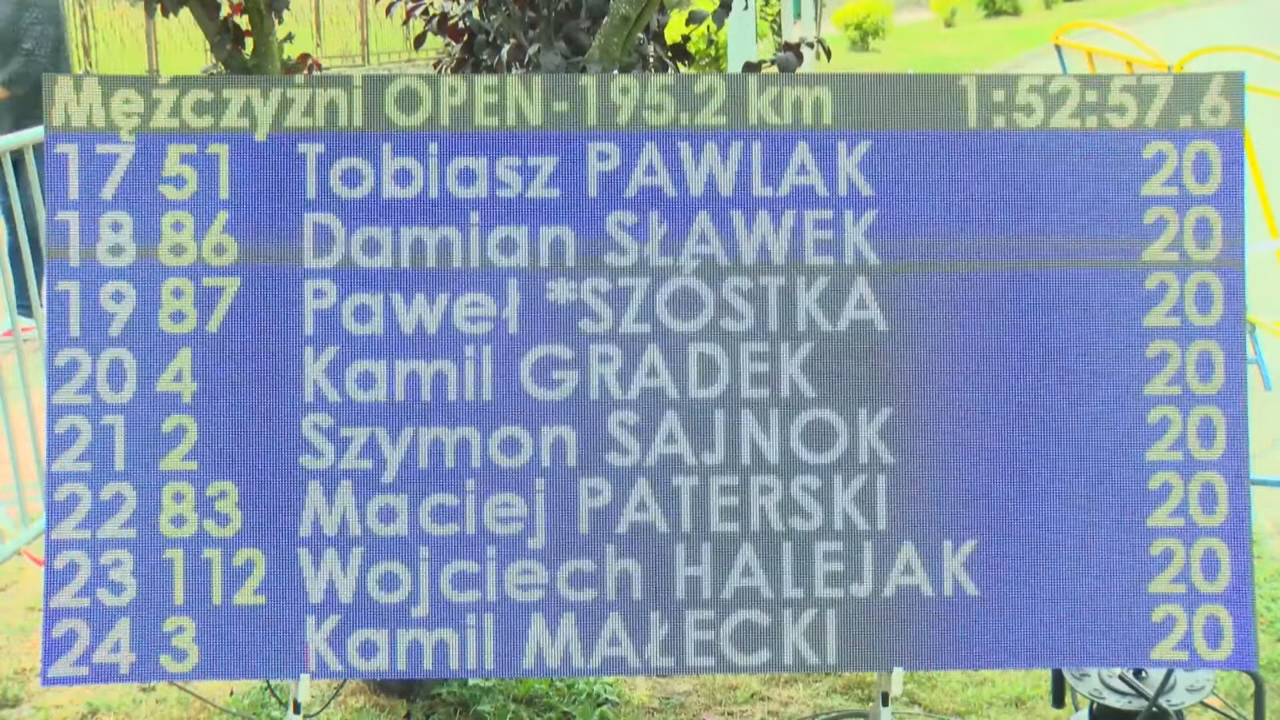 Mężczyźni OPEN-195.2 km 1:52:57.6
17 51 Tobiasz PAWLAK 20
18 86 Damian SŁAWEK 20
19 87 Paweł *SZÓSTKA 20
20 4 Kamil GRADEK 20
21 2 Szymon SAJNOK 20
22 83 Maciej PATERSKI 20
23 112 Wojciech HALEJAK 20
24 3 Kamil MAŁECKI 20